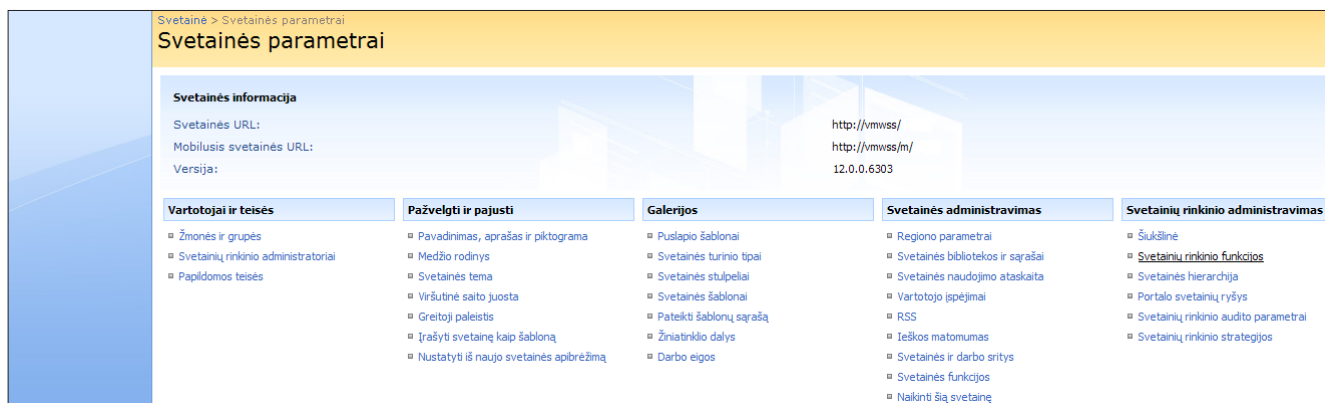 Svetainė > Svetainės parametrai
Svetainės parametrai
Svetainės informacija
Svetainės URL: http://vmwss/
Mobilusis svetainės URL: http://vmwss/m/
Versija: 12.0.0.6303
Vartotojai ir teisės
Žmonės ir grupės
Svetainių rinkinio administratoriai
Papildomos teisės
Pažvelgti ir pajusti
Pavadinimas, aprašas ir piktograma
Medžio rodinys
Svetainės tema
Viršutinė saito juosta
Greitoji paleistis
Įrašyti svetainę kaip šabloną
Nustatyti iš naujo svetainės apibrėžimą
Galerijos
Puslapio šablonai
Svetainės turinio tipai
Svetainės stulpeliai
Svetainės šablonai
Pateikti šablonų sąrašą
Žiniatinklio dalys
Darbo eigos
Svetainės administravimas
Regiono parametrai
Svetainės bibliotekos ir sąrašai
Svetainės naudojimo ataskaita
Vartotojo įspėjimai
RSS
Ieškos matomumas
Svetainės ir darbo sritys
Svetainės funkcijos
Naikinti šią svetainę
Svetainių rinkinio administravimas
Šiukšlinė
Svetainių rinkinio funkcijos
Svetainės hierarchija
Portalo svetainių ryšys
Svetainių rinkinio audito parametrai
Svetainių rinkinio strategijos